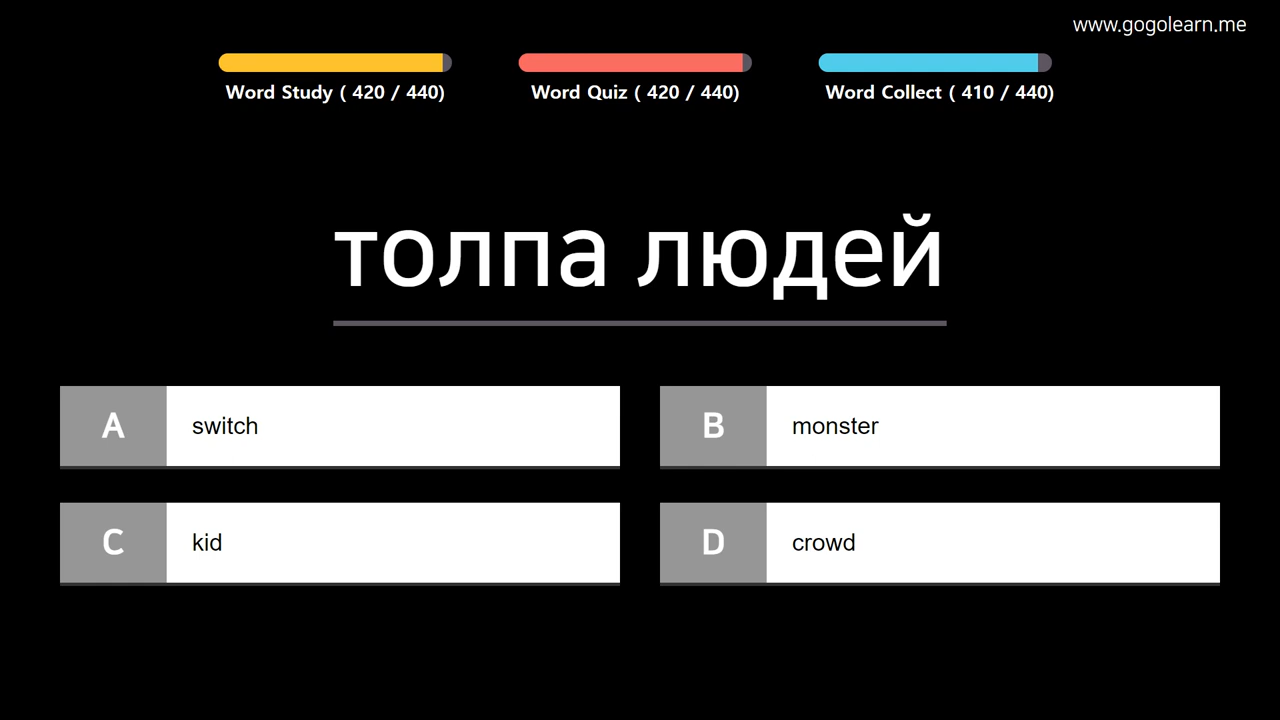 www.gogolearn.me
Word Study ( 420 / 440)
Word Quiz ( 420 / 440)
Word Collect ( 410 / 440)
толпа людей
A switch
B monster
C kid
D crowd